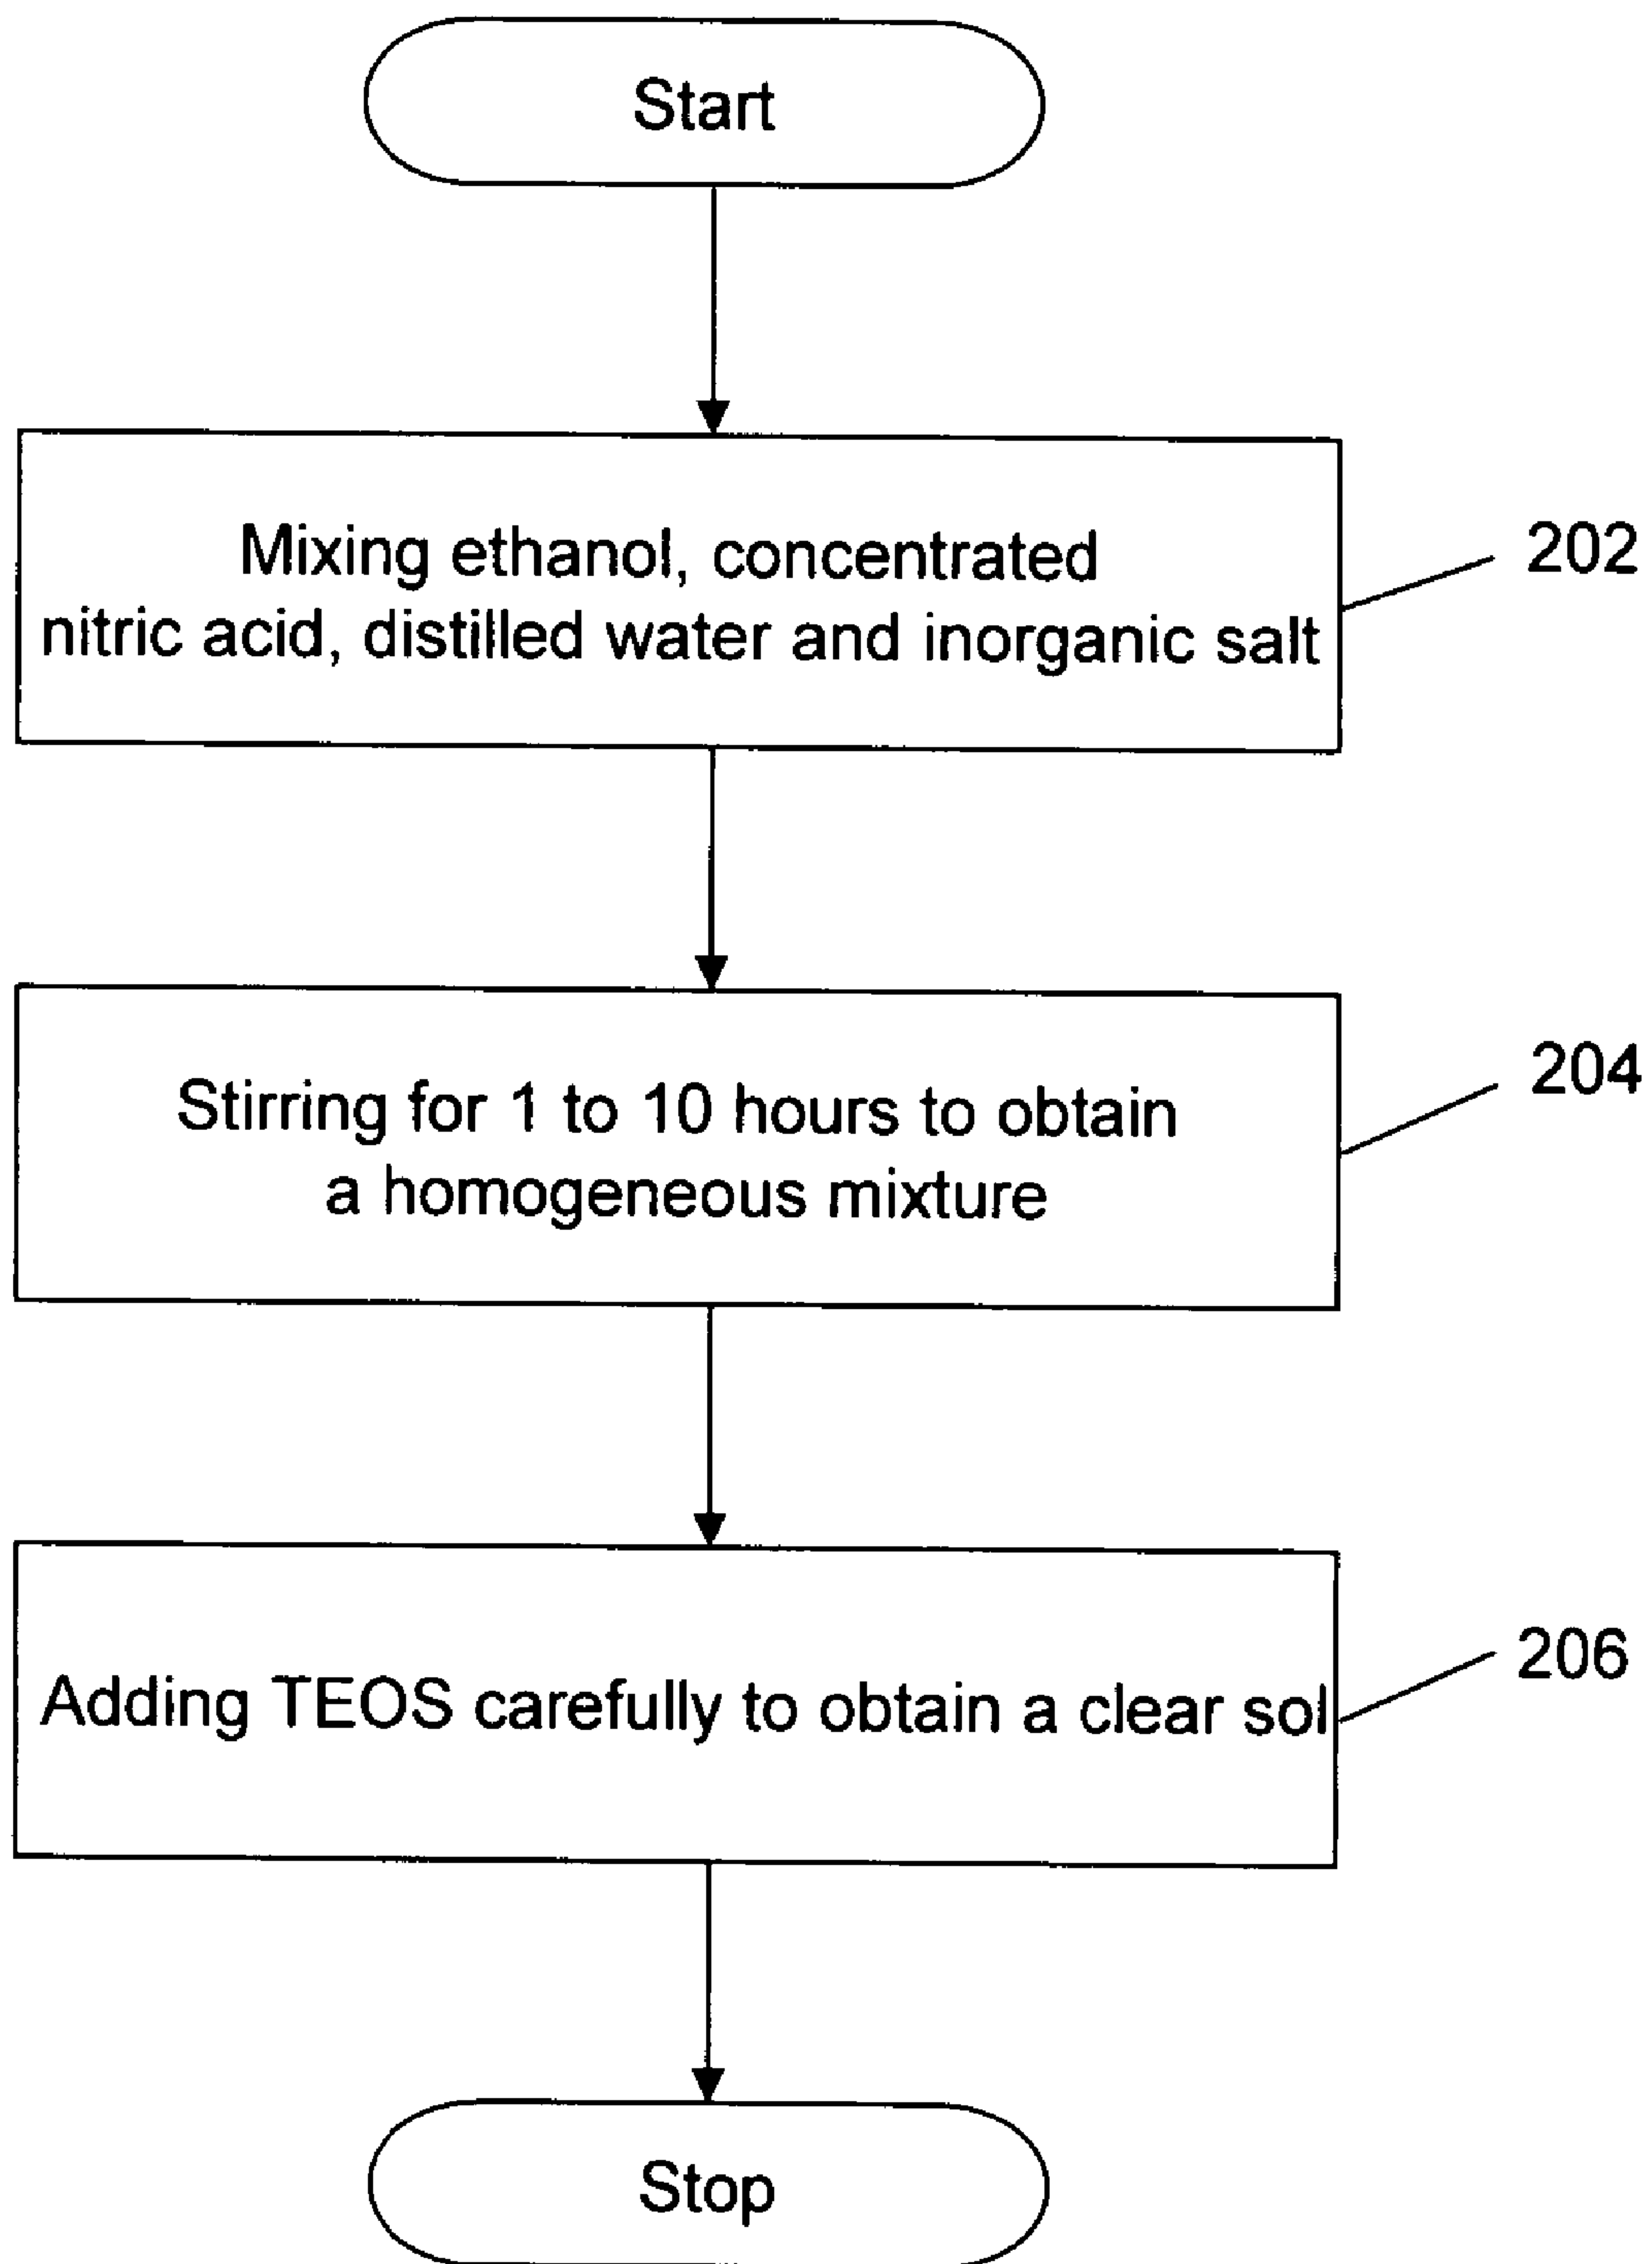 Start
Mixing ethanol, concentrated
nitric acid, distilled water and inorganic salt
202
Stirring for 1 to 10 hours to obtain
a homogeneous mixture
204
Adding TEOS carefully to obtain a clear sol
206
Stop